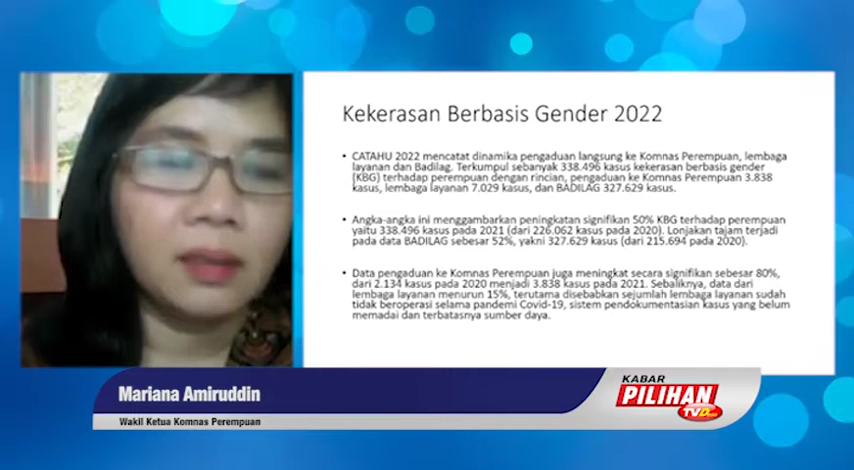 Kekerasan Berbasis Gender 2022
• CATAHU 2022 mencatat dinamika pengaduan langsung ke Komnas Perempuan, lembaga
layanan dan Badilag. Terkumpul sebanyak 338.496 kasus kekerasan berbasis gender
(KBG) terhadap perempuan dengan rincian, pengaduan ke Komnas Perempuan 3.838
kasus, lembaga layanan 7.029 kasus, dan BADILAG 327.629 kasus.
• Angka-angka ini menggambarkan peningkatan signifikan 50% KBG terhadap perempuan
yaitu 338.496 kasus pada 2021 (dari 226.062 kasus pada 2020). Lonjakan tajam terjadi
pada data BADILAG sebesar 52%, yakni 327.629 kasus (dari 215.694 pada 2020).
• Data pengaduan ke Komnas Perempuan juga meningkat secara signifikan sebesar 80%,
dari 2.134 kasus pada 2020 menjadi 3.838 kasus pada 2021. Sebaliknya, data dari
lembaga layanan menurun 15%, terutama disebabkan sejumlah lembaga layanan sudah
tidak beroperasi selama pandemi Covid-19, sistem pendokumentasian kasus yang belum
memadai dan terbatasnya sumber daya.
Mariana Amiruddin
Wakil Ketua Komnas Perempuan
KABAR
PILIHAN